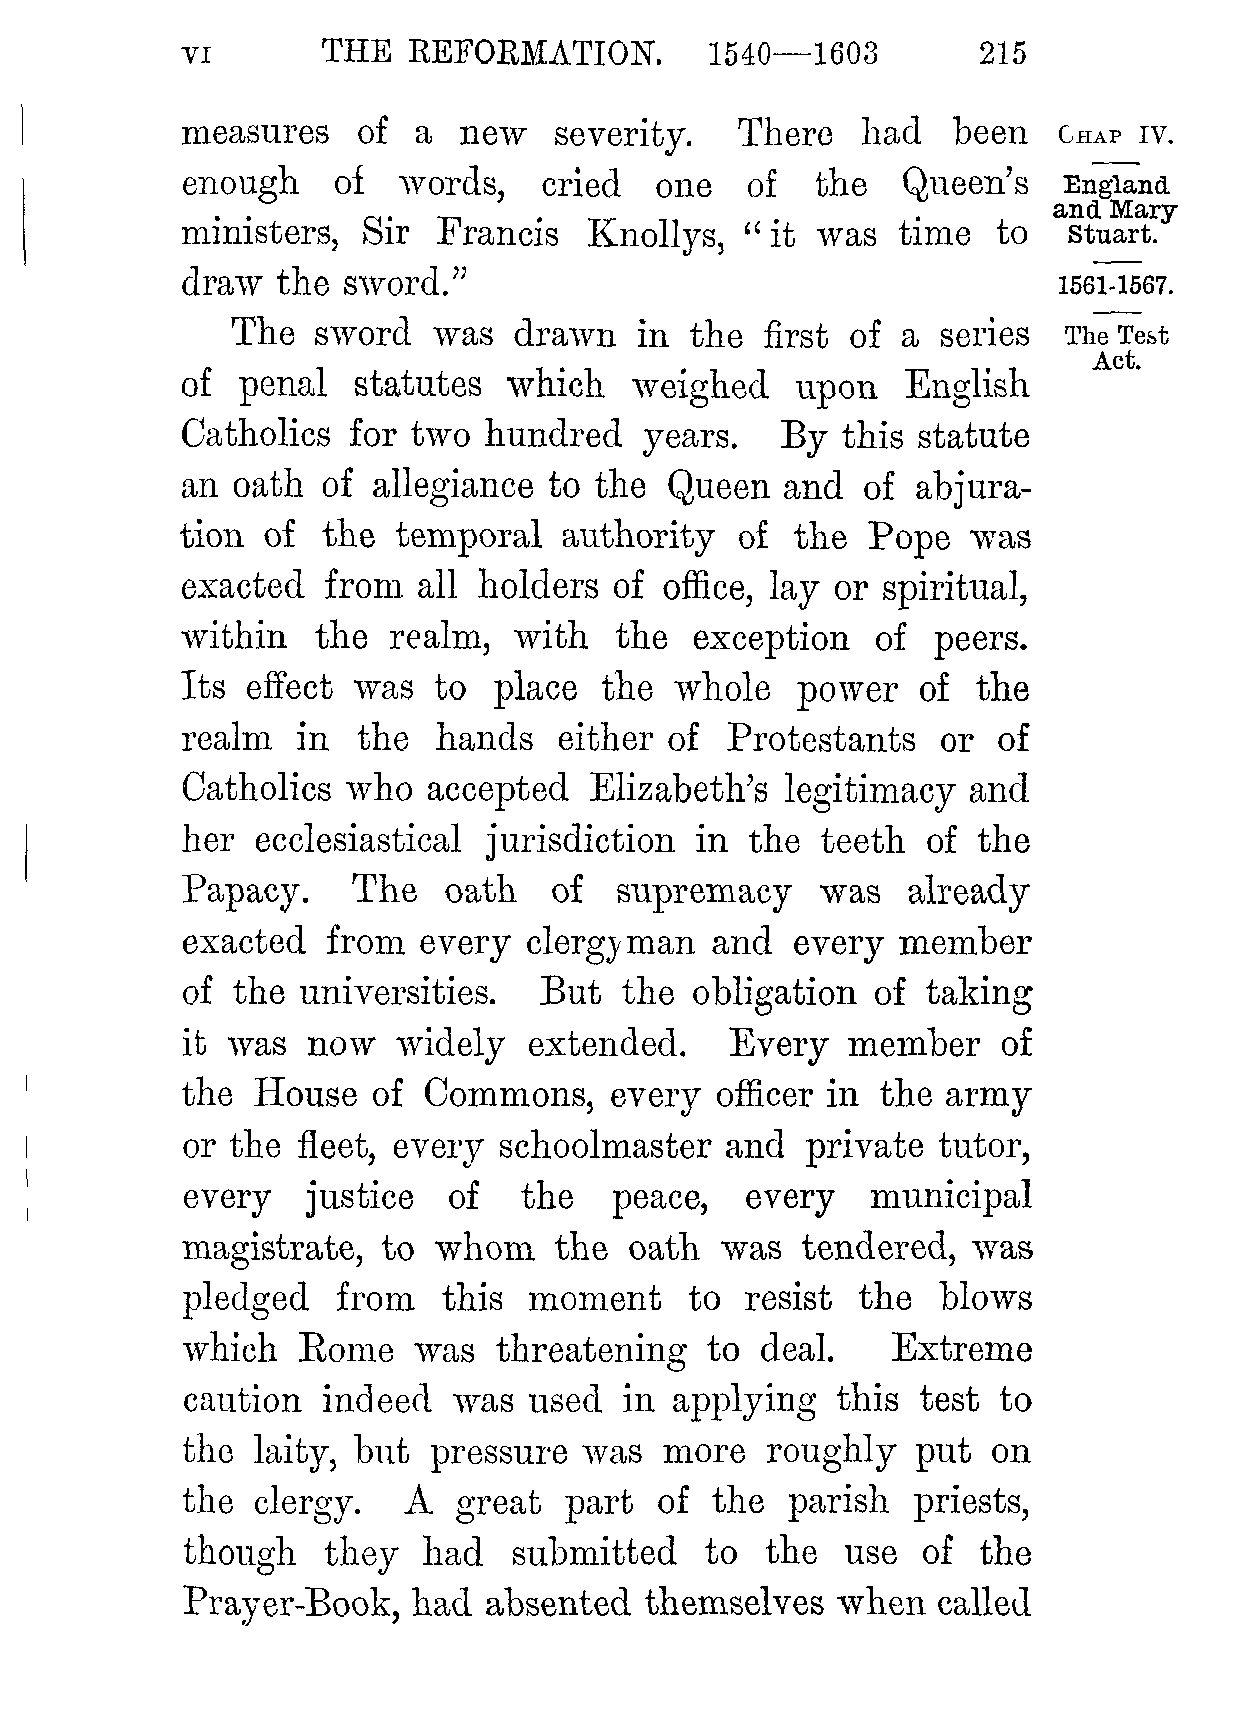 VI THE REFORMATION. 1540—1603 215
measures of a new severity. There had been
enough of words, cried one of the Queen's
ministers, Sir Francis Knollys, “it was time to
draw the sword.”
The sword was drawn in the first of a series
of penal statutes which weighed upon English
Catholics for two hundred years. By this statute
an oath of allegiance to the Queen and of abjura-
tion of the temporal authority of the Pope was
exacted from all holders of office, lay or spiritual,
within the realm, with the exception of peers.
Its effect was to place the whole power of the
realm in the hands either of Protestants or of
Catholics who accepted Elizabeth's legitimacy and
her ecclesiastical jurisdiction in the teeth of the
Papacy. The oath of supremacy was already
exacted from every clergyman and every member
of the universities. But the obligation of taking
it was now widely extended. Every member of
the House of Commons, every officer in the army
or the fleet, every schoolmaster and private tutor,
every justice of the peace, every municipal
magistrate, to whom the oath was tendered, was
pledged from this moment to resist the blows
which Rome was threatening to deal. Extreme
caution indeed was used in applying this test to
the laity, but pressure was more roughly put on
the clergy. A great part of the parish priests,
though they had submitted to the use of the
Prayer-Book, had absented themselves when called
CHAP IV.
England
and Mary
Stuart.
1561-1567.
The Test
Act.